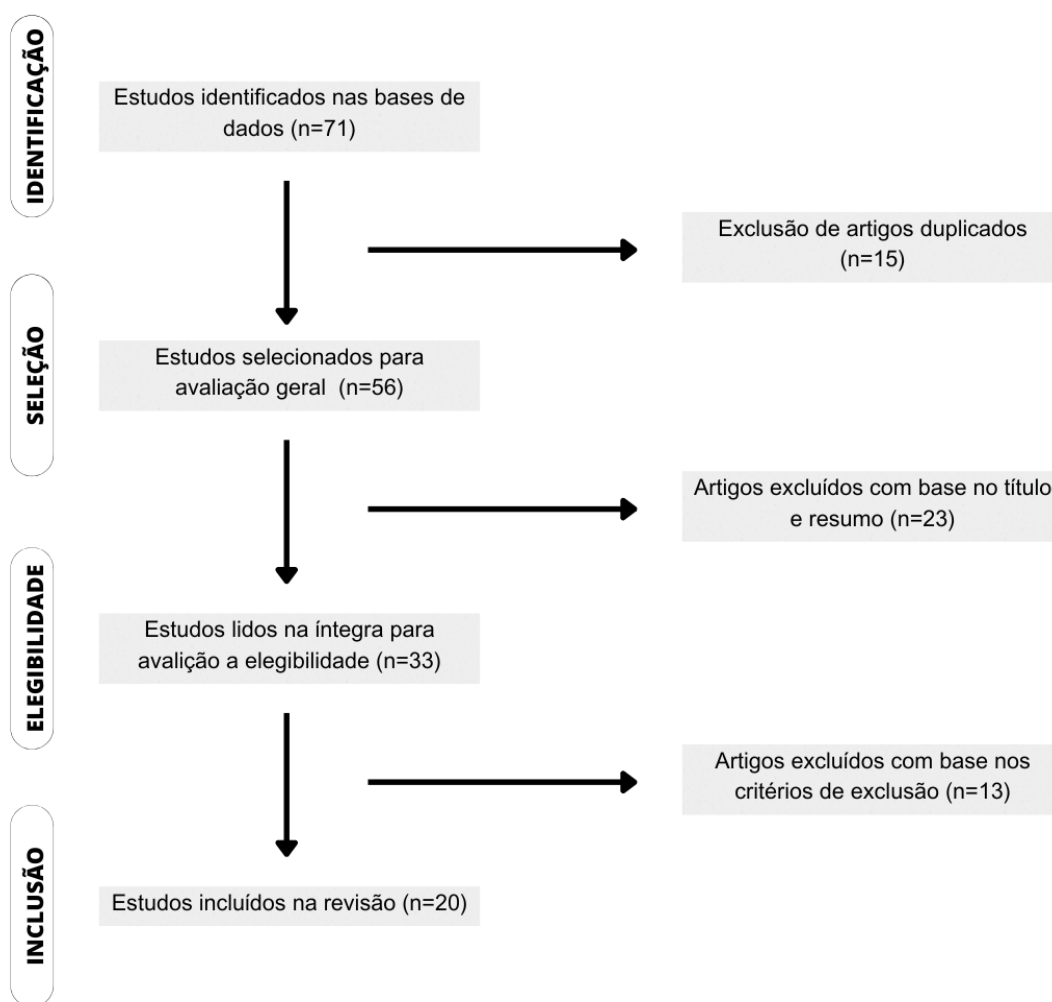 IDENTIFICAÇÃO
Estudos identificados nas bases de
dados (n=71)
Exclusão de artigos duplicados
(n=15)
SELEÇÃO
Estudos selecionados para
avaliação geral  (n=56)
Artigos excluídos com base no título
e resumo (n=23)
ELEGIBILIDADE
Estudos lidos na íntegra para
avalição a elegibilidade (n=33)
Artigos excluídos com base nos
critérios de exclusão (n=13)
INCLUSÃO
Estudos incluídos na revisão (n=20)